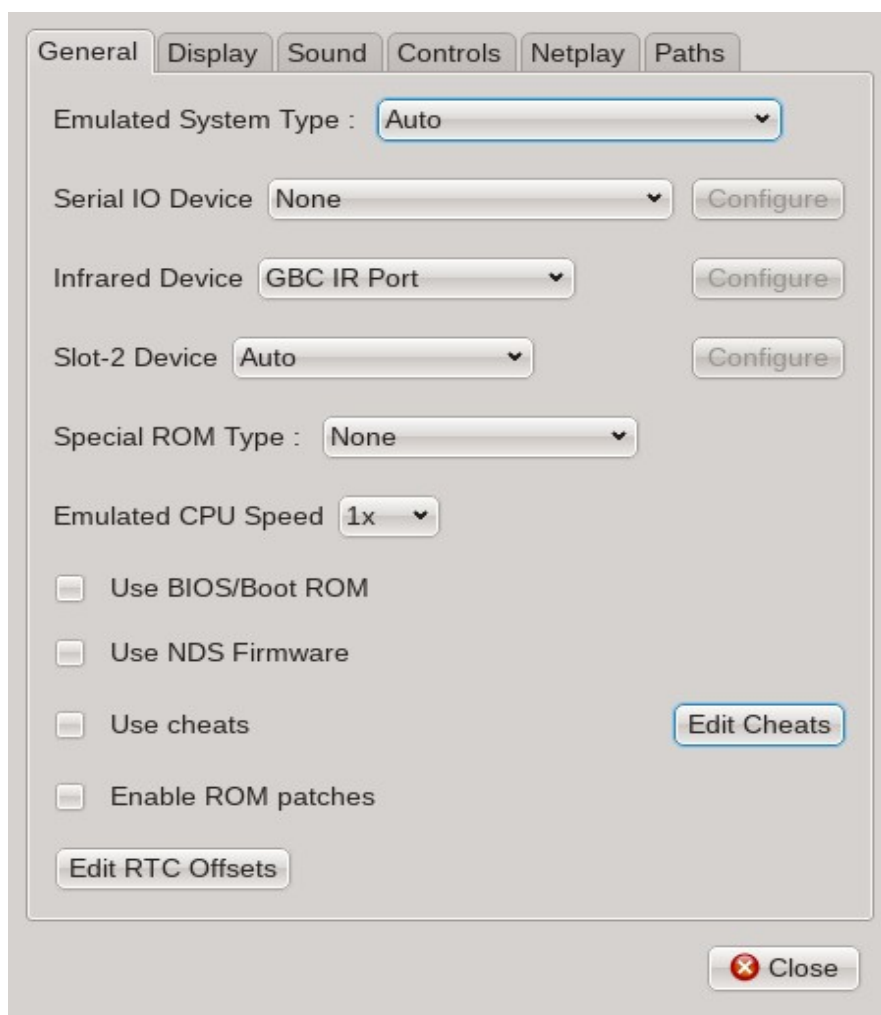 General Display Sound Controls Netplay Paths
Emulated System Type : Auto
Serial IO Device None Configure
Infrared Device GBC IR Port Configure
Slot-2 Device Auto Configure
Special ROM Type : None
Emulated CPU Speed 1x
Use BIOS/Boot ROM
Use NDS Firmware
Use cheats Edit Cheats
Enable ROM patches
Edit RTC Offsets
Close